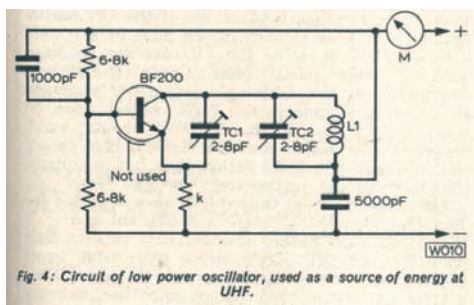 M
+
1000pF
6·8k
BF200
TC1
2-8pF
TC2
2-8pF
L1
Not used
6·8k
k
5000pF
−
W010
Fig. 4: Circuit of low power oscillator, used as a source of energy at
UHF.